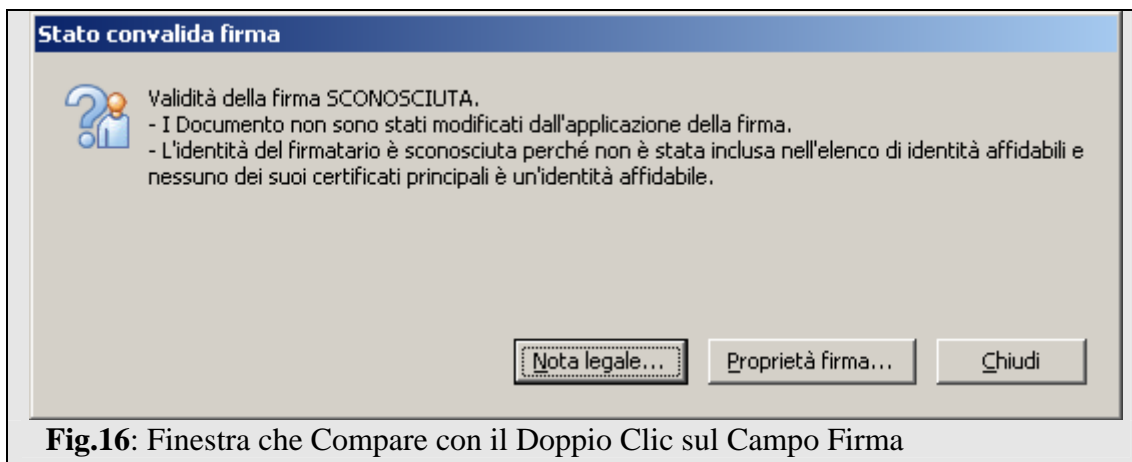 Stato convalida firma
Validità della firma SCONOSCIUTA.
- I Documento non sono stati modificati dall'applicazione della firma.
- L'identità del firmatario è sconosciuta perché non è stata inclusa nell'elenco di identità affidabili e
nessuno dei suoi certificati principali è un'identità affidabile.
Nota legale... Proprietà firma... Chiudi
Fig.16: Finestra che Compare con il Doppio Clic sul Campo Firma